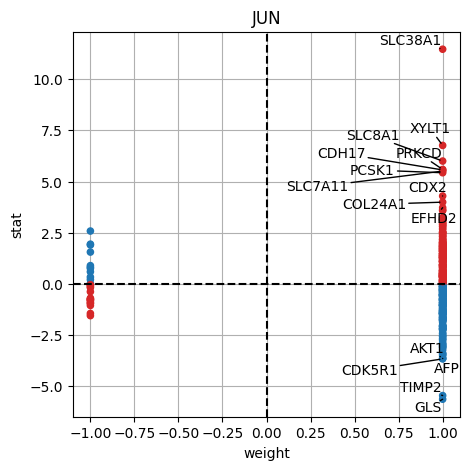 JUN
SLC38A1
10.0
XYLT1
7.5
SLC8A1
CDH17
PRKCD
PCSK1
5.0
SLC7A11
CDX2
COL24A1
EFHD2
2.5
stat
0.0
−2.5
AKT1
AFP
CDK5R1
−5.0
TIMP2
GLS
−1.00 −0.75 −0.50 −0.25 0.00 0.25 0.50 0.75 1.00
weight